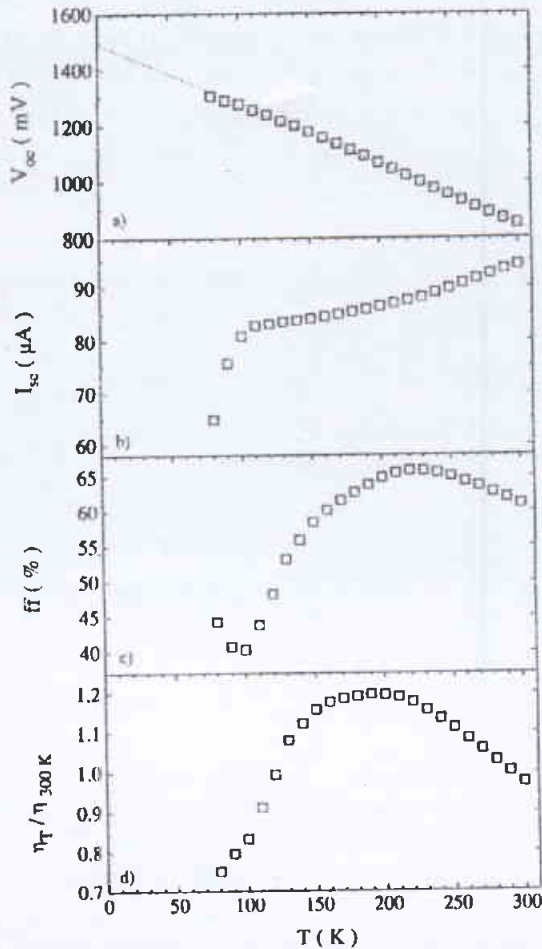 1600
1400
1200
1000
800
V_oc ( mV )
a)
90
80
70
60
I_sc ( μA )
b)
65
60
55
50
45
40
ff ( % )
c)
1.2
1.1
1.0
0.9
0.8
0.7
η_T / η_300 K
d)
0 50 100 150 200 250 300
T ( K )